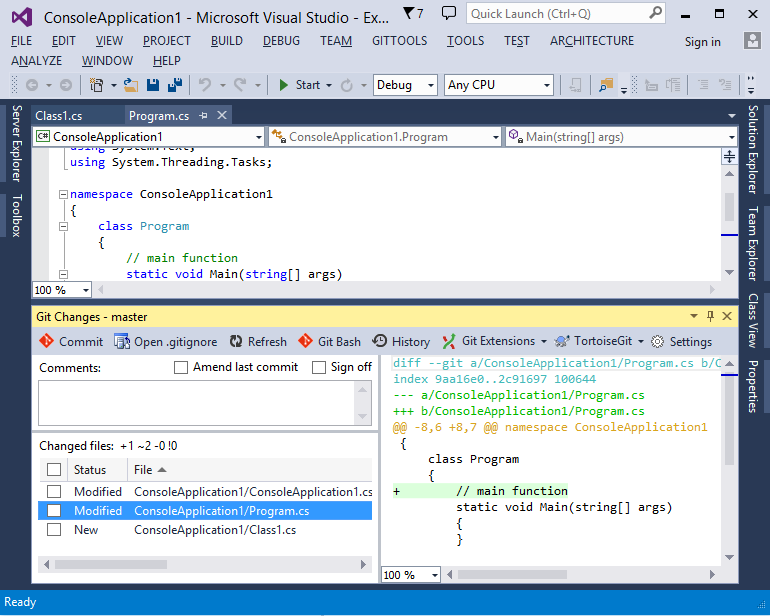 ConsoleApplication1 - Microsoft Visual Studio - Ex... 7 Quick Launch (Ctrl+Q)
FILE EDIT VIEW PROJECT BUILD DEBUG TEAM GITTOOLS TOOLS TEST ARCHITECTURE Sign in
ANALYZE WINDOW HELP
Start Debug Any CPU
Server Explorer
Toolbox
Class1.cs Program.cs
C# ConsoleApplication1 ConsoleApplication1.Program Main(string[] args)
using System.Text;
using System.Threading.Tasks;
namespace ConsoleApplication1
{
class Program
{
// main function
static void Main(string[] args)
100 %
Solution Explorer
Team Explorer
Class View
Properties
Git Changes - master
Commit Open .gitignore Refresh Git Bash History Git Extensions TortoiseGit Settings
Comments: Amend last commit Sign off
Changed files: +1 ~2 -0 !0
Status File
Modified ConsoleApplication1/ConsoleApplication1.cs
Modified ConsoleApplication1/Program.cs
New ConsoleApplication1/Class1.cs
diff --git a/ConsoleApplication1/Program.cs b/C
index 9aa16e0..2c91697 100644
--- a/ConsoleApplication1/Program.cs
+++ b/ConsoleApplication1/Program.cs
@@ -8,6 +8,7 @@ namespace ConsoleApplication1
{
class Program
{
+ // main function
static void Main(string[] args)
{
}
100 %
Ready